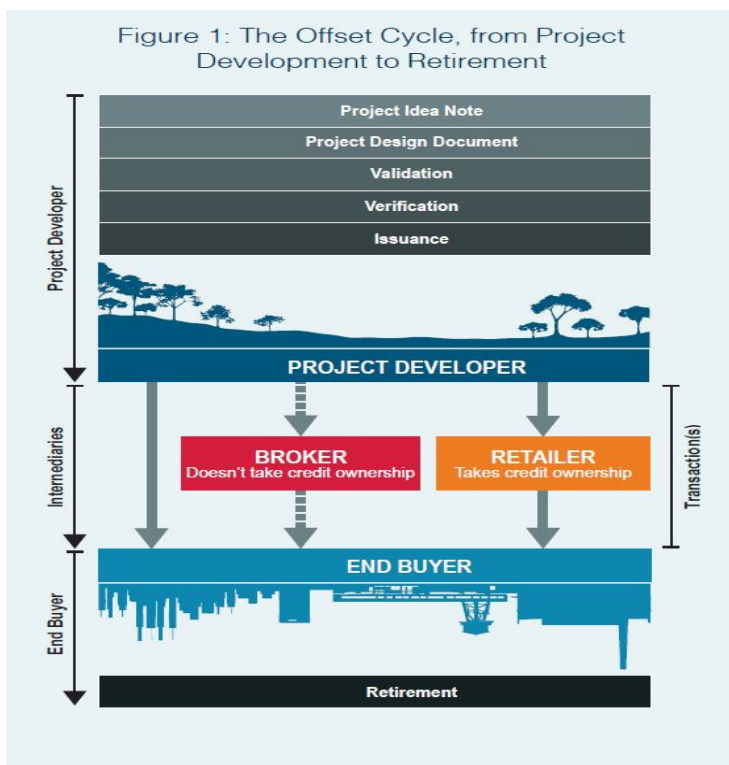 Figure 1: The Offset Cycle, from Project
Development to Retirement
Project Idea Note
Project Design Document
Validation
Verification
Issuance
Project Developer
PROJECT DEVELOPER
Internediaries
BROKER
Doesn't take credit ownership
RETAILER
Takes credit ownership
Transaction(s)
END BUYER
End Buyer
Retirement